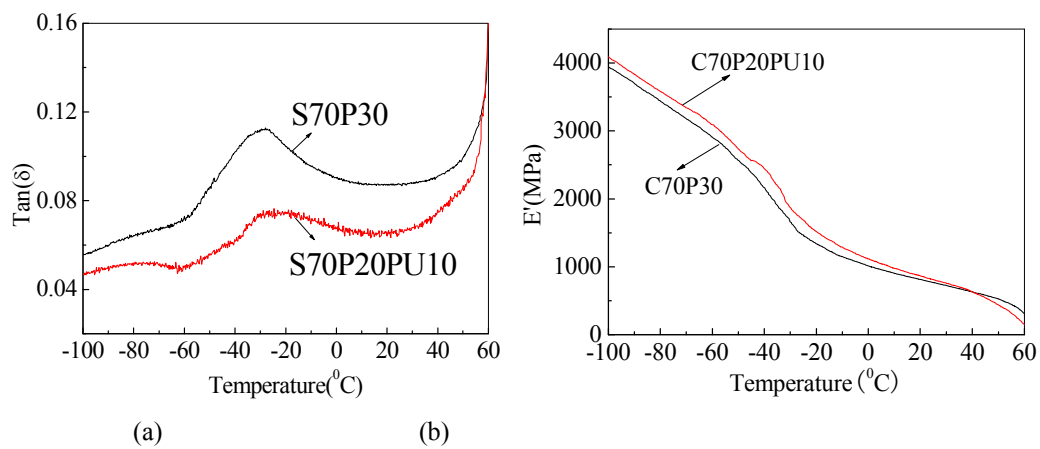 0.16
0.12
0.08
0.04
Tan(δ)
S70P30
S70P20PU10
-100 -80 -60 -40 -20 0 20 40 60
Temperature(⁰C)
(a)
4000
3000
2000
1000
0
E'(MPa)
C70P20PU10
C70P30
-100 -80 -60 -40 -20 0 20 40 60
Temperature (⁰C)
(b)